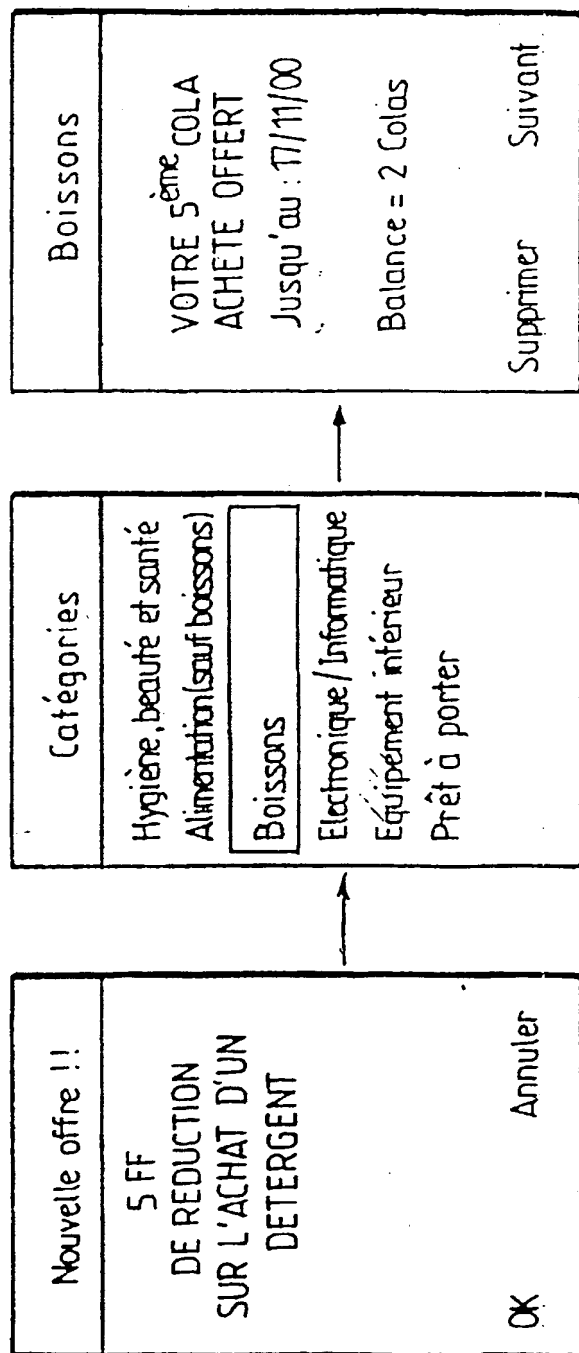 Nouvelle offre !!
5 FF
DE REDUCTION
SUR L'ACHAT D'UN
DETERGENT
OK Annuler
Catégories
Hygiène, beauté et santé
Alimentation (sauf boissons)
Boissons
Electronique / Informatique
Equipement intérieur
Prêt à porter
Boissons
VOTRE 5ème COLA
ACHETE OFFERT
Jusqu'au : 17/11/00
Balance = 2 Colas
Supprimer Suivant